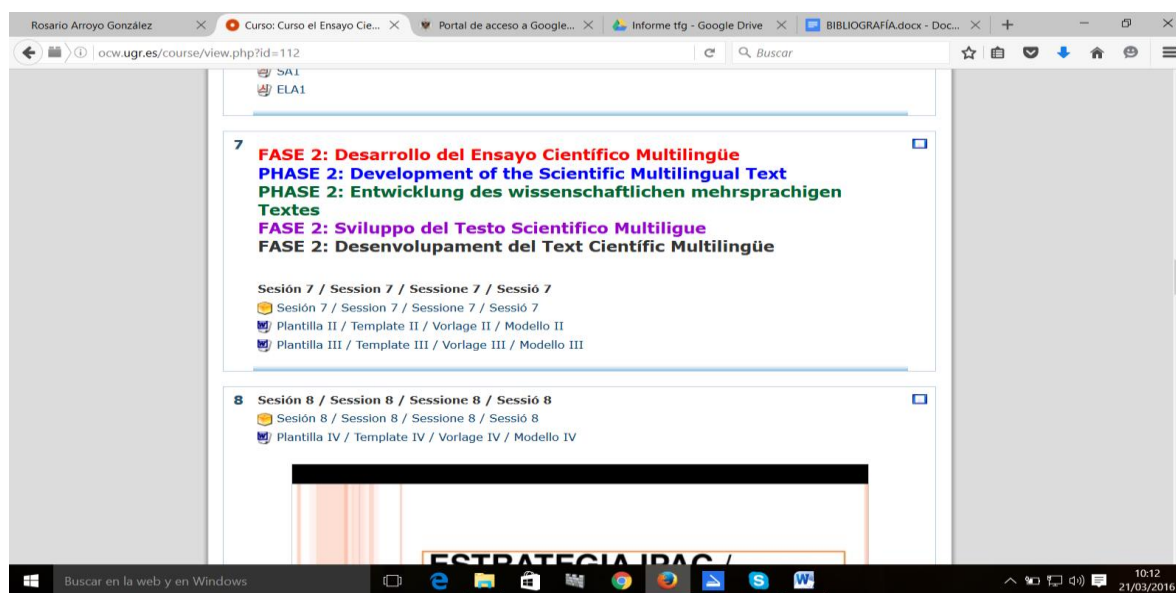 Rosario Arroyo González
Curso: Curso el Ensayo Cie...
Portal de acceso a Google...
Informe tfg - Google Drive
BIBLIOGRAFÍA.docx - Doc...
ocw.ugr.es/course/view.php?id=112
Buscar
SA1
ELA1
7
FASE 2: Desarrollo del Ensayo Científico Multilingüe
PHASE 2: Development of the Scientific Multilingual Text
PHASE 2: Entwicklung des wissenschaftlichen mehrsprachigen
Textes
FASE 2: Sviluppo del Testo Scientifico Multiligue
FASE 2: Desenvolupament del Text Científic Multilingüe
Sesión 7 / Session 7 / Sessione 7 / Sessió 7
Sesión 7 / Session 7 / Sessione 7 / Sessió 7
Plantilla II / Template II / Vorlage II / Modello II
Plantilla III / Template III / Vorlage III / Modello III
8 Sesión 8 / Session 8 / Sessione 8 / Sessió 8
Sesión 8 / Session 8 / Sessione 8 / Sessió 8
Plantilla IV / Template IV / Vorlage IV / Modello IV
ESTRATEGIA IPAC /
Buscar en la web y en Windows
10:12
21/03/2016